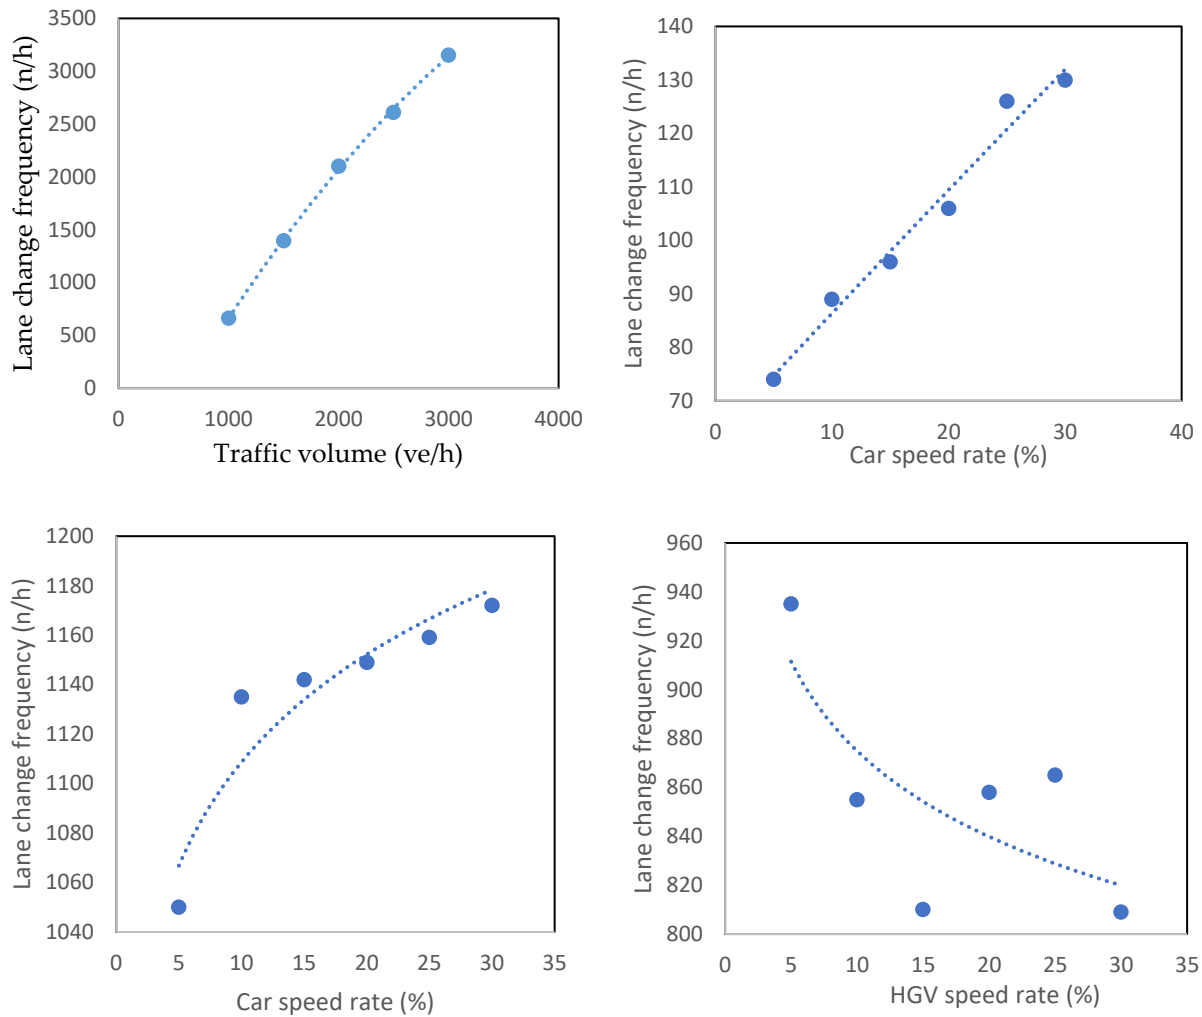 Lane change frequency (n/h)
3500
3000
2500
2000
1500
1000
500
0
0 1000 2000 3000 4000
Traffic volume (ve/h)
Lane change frequency (n/h)
140
130
120
110
100
90
80
70
0 10 20 30 40
Car speed rate (%)
Lane change frequency (n/h)
1200
1180
1160
1140
1120
1100
1080
1060
1040
0 5 10 15 20 25 30 35
Car speed rate (%)
Lane change frequency (n/h)
960
940
920
900
880
860
840
820
800
0 5 10 15 20 25 30 35
HGV speed rate (%)